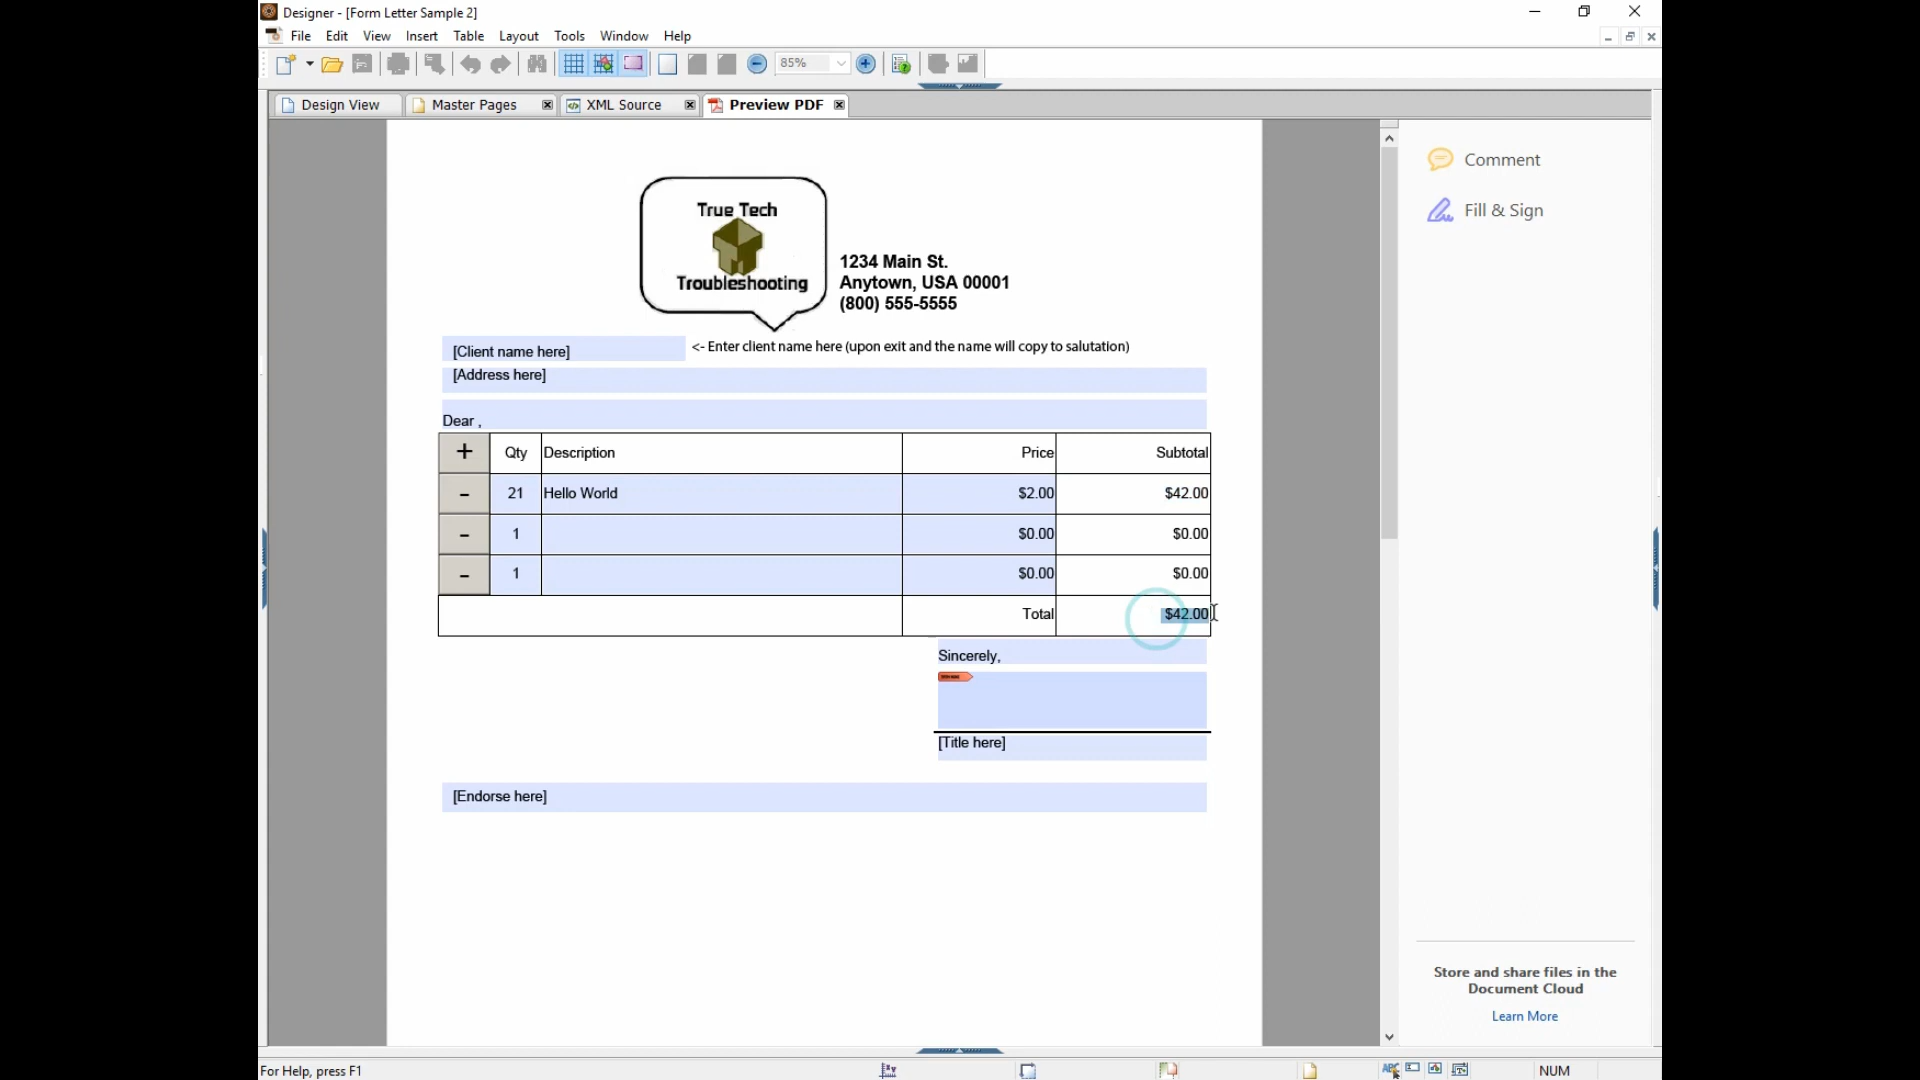 Designer - [Form Letter Sample 2]
File Edit View Insert Table Layout Tools Window Help
85%
Design View Master Pages XML Source Preview PDF
True Tech
Troubleshooting
1234 Main St.
Anytown, USA 00001
(800) 555-5555
[Client name here] <- Enter client name here (upon exit and the name will copy to salutation)
[Address here]
Dear ,
+ Qty Description Price Subtotal
- 21 Hello World $2.00 $42.00
- 1 $0.00 $0.00
- 1 $0.00 $0.00
Total $42.00
Sincerely,
[Title here]
[Endorse here]
Comment
Fill & Sign
Store and share files in the
Document Cloud
Learn More
For Help, press F1 NUM